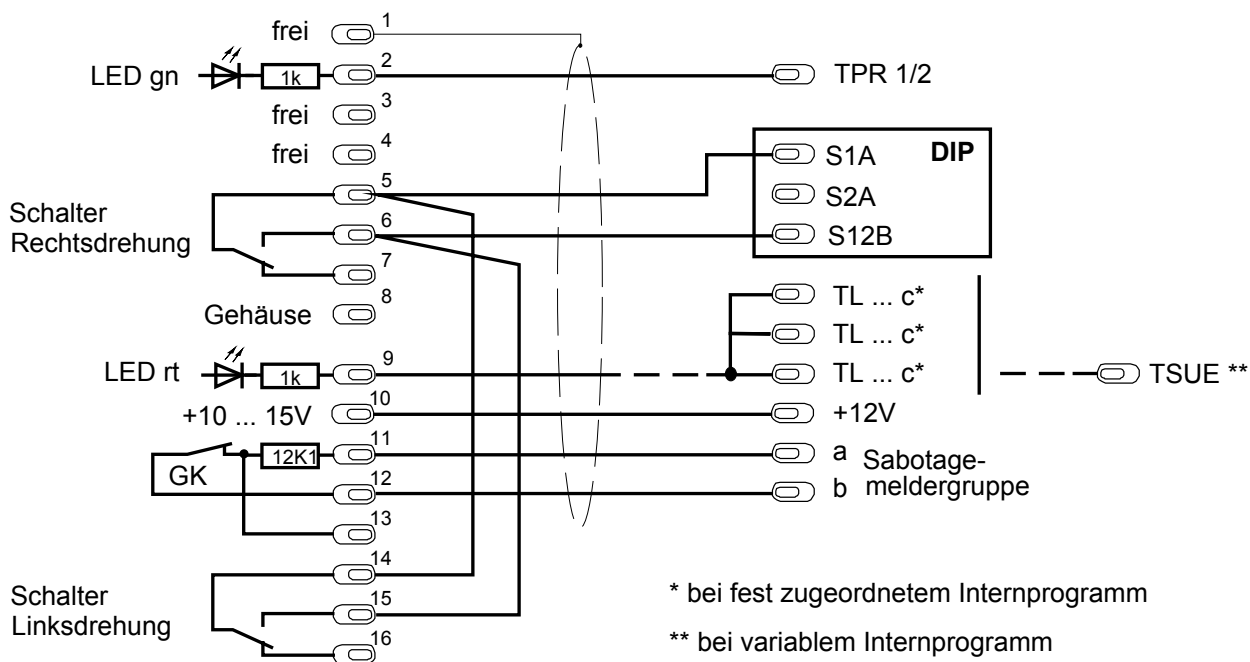 frei 1
LED gn 1k 2 TPR 1/2
frei 3
frei 4
5 S1A DIP
S2A
Schalter
Rechtsdrehung
6 S12B
7
Gehäuse 8
TL ... c*
TL ... c*
LED rt 1k 9 TL ... c* TSUE **
+10 ... 15V 10 +12V
GK 12K1 11 a
12 b
Sabotage-
meldergruppe
13
14
Schalter
Linksdrehung
15
16
* bei fest zugeordnetem Internprogramm
** bei variablem Internprogramm